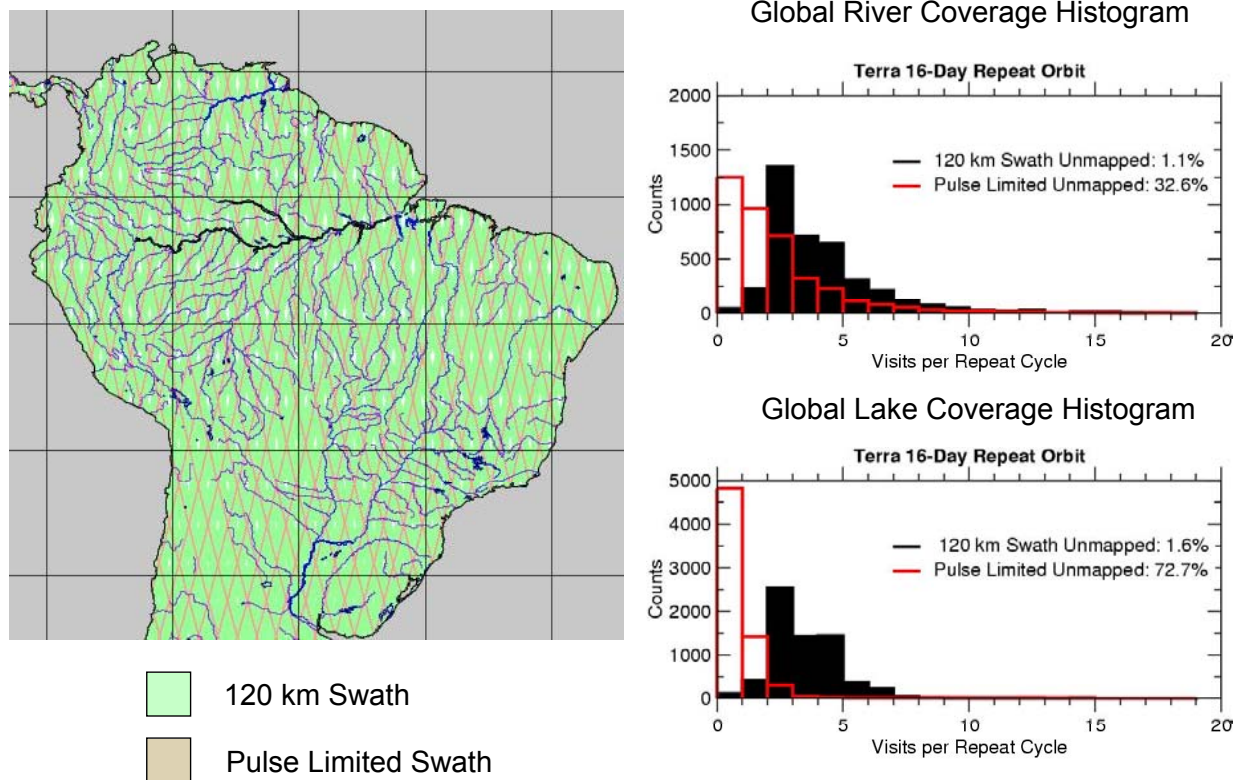 Global River Coverage Histogram
Terra 16-Day Repeat Orbit
2000
1500
1000
500
0
Counts
120 km Swath Unmapped: 1.1%
Pulse Limited Unmapped: 32.6%
0 5 10 15 20
Visits per Repeat Cycle
Global Lake Coverage Histogram
Terra 16-Day Repeat Orbit
5000
4000
3000
2000
1000
0
Counts
120 km Swath Unmapped: 1.6%
Pulse Limited Unmapped: 72.7%
0 5 10 15 20
Visits per Repeat Cycle
120 km Swath
Pulse Limited Swath